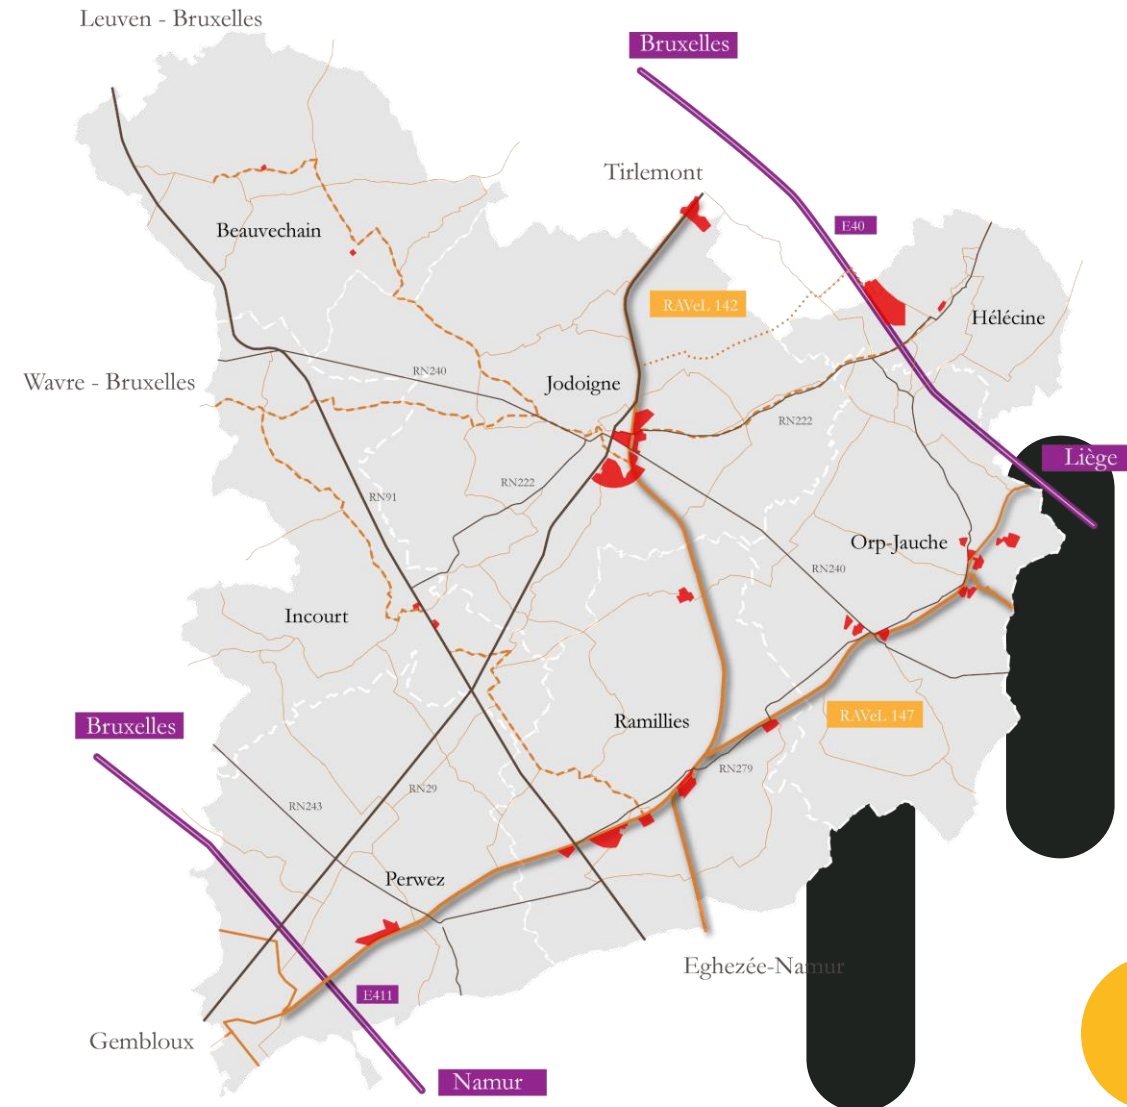 Leuven - Bruxelles
Bruxelles
Tirlemont
Beauvechain
E40
RAVeL 142
Hélécine
Wavre - Bruxelles
RN240
Jodoigne
RN222
Liège
RN222
RN91
Orp-Jauche
RN240
Incourt
Bruxelles
Ramillies
RAVeL 147
RN279
RN243
RN29
Perwez
Eghezée-Namur
E411
Gembloux
Namur